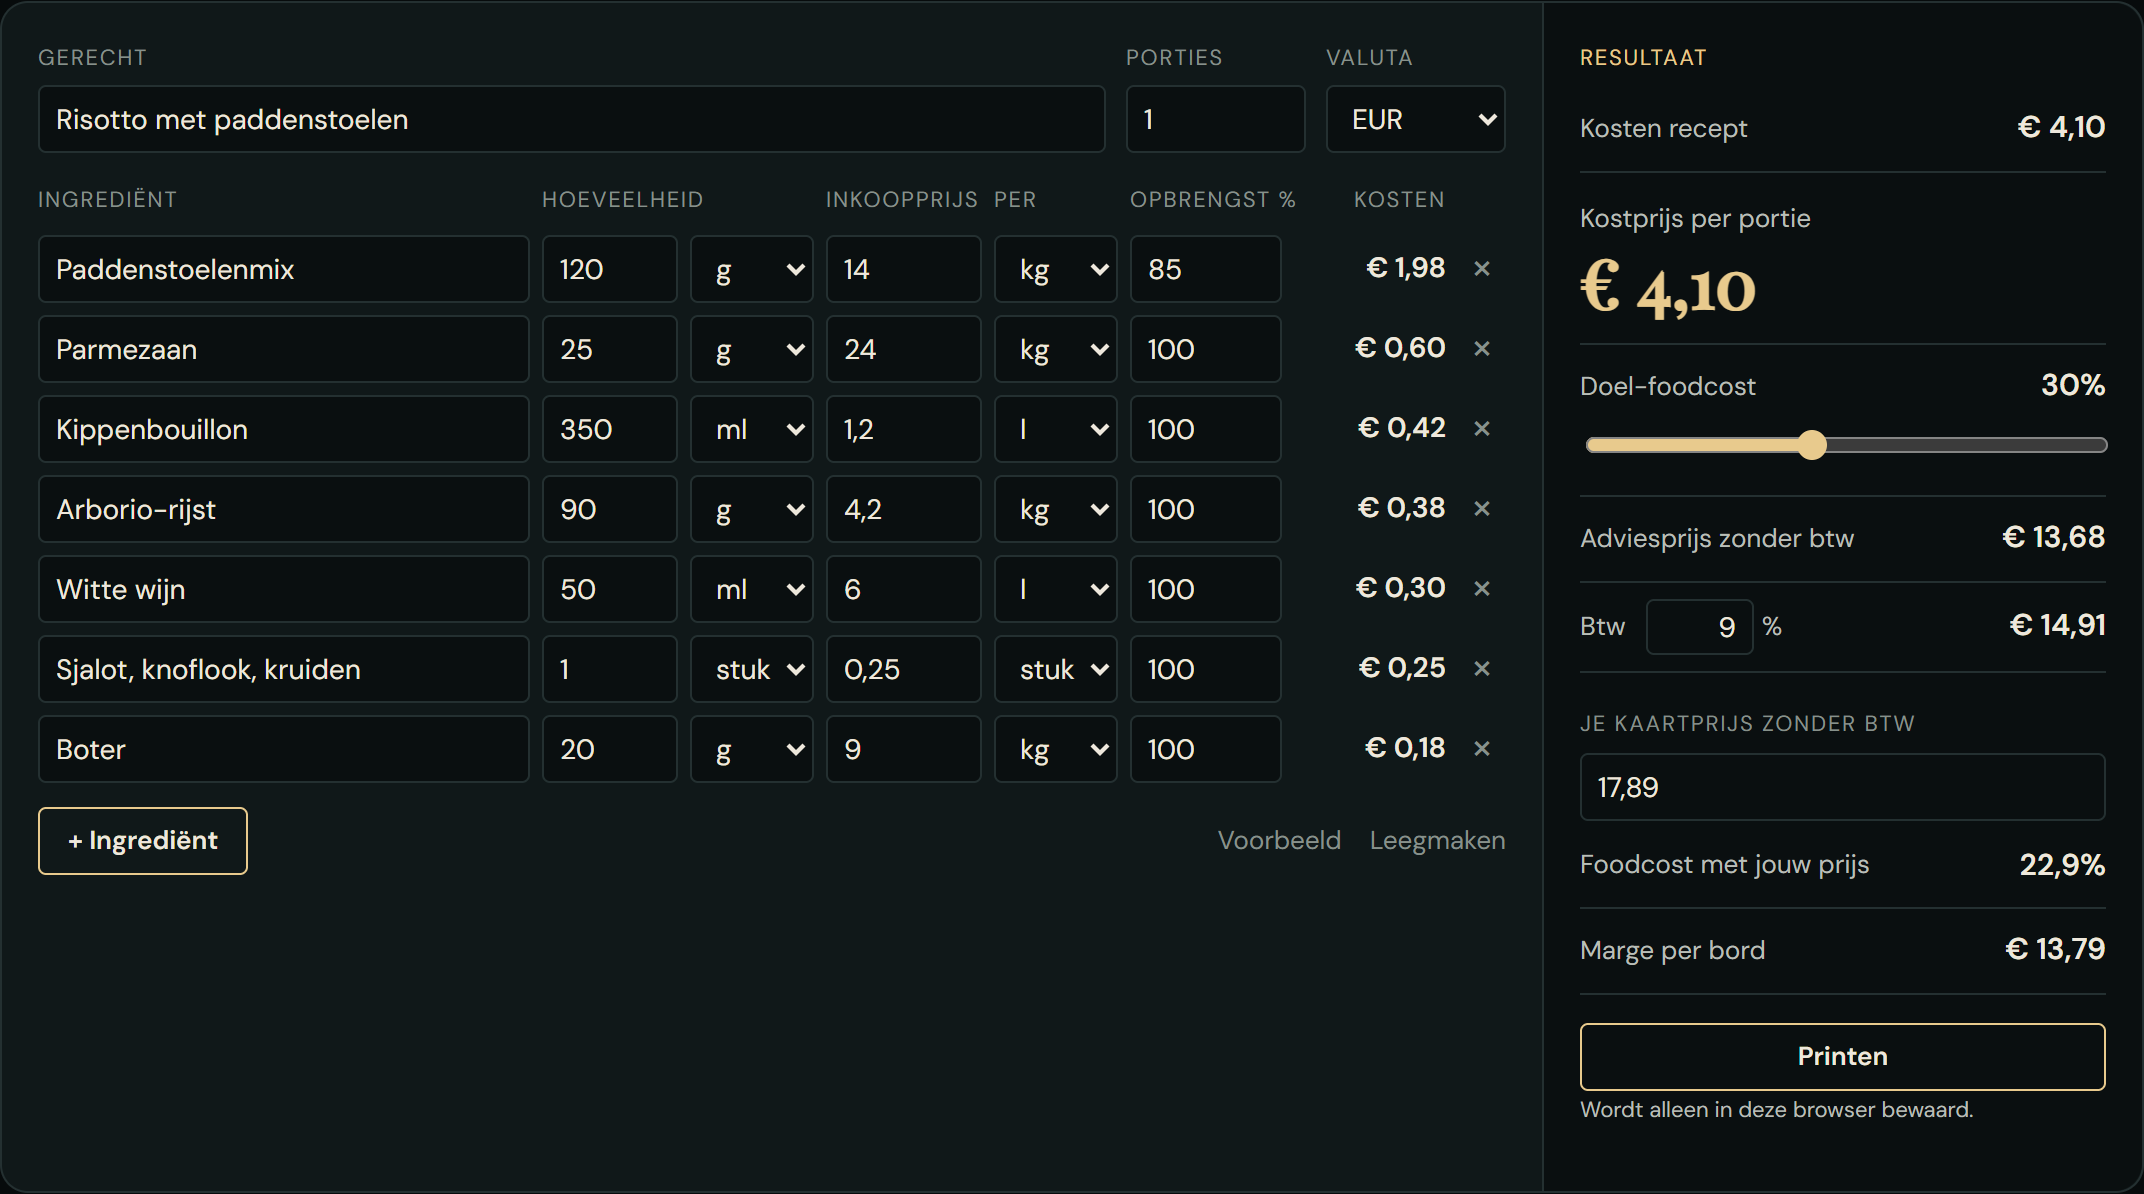 GERECHT PORTIES VALUTA
Risotto met paddenstoelen 1 EUR
INGREDIËNT HOEVEELHEID INKOOPPRIJS PER OPBRENGST % KOSTEN
Paddenstoelenmix 120 g 14 kg 85 € 1,98 ×
Parmezaan 25 g 24 kg 100 € 0,60 ×
Kippenbouillon 350 ml 1,2 l 100 € 0,42 ×
Arborio-rijst 90 g 4,2 kg 100 € 0,38 ×
Witte wijn 50 ml 6 l 100 € 0,30 ×
Sjalot, knoflook, kruiden 1 stuk 0,25 stuk 100 € 0,25 ×
Boter 20 g 9 kg 100 € 0,18 ×
+ Ingrediënt Voorbeeld Leegmaken
RESULTAAT
Kosten recept € 4,10
Kostprijs per portie
€ 4,10
Doel-foodcost 30%
Adviesprijs zonder btw € 13,68
Btw 9 % € 14,91
JE KAARTPRIJS ZONDER BTW
17,89
Foodcost met jouw prijs 22,9%
Marge per bord € 13,79
Printen
Wordt alleen in deze browser bewaard.